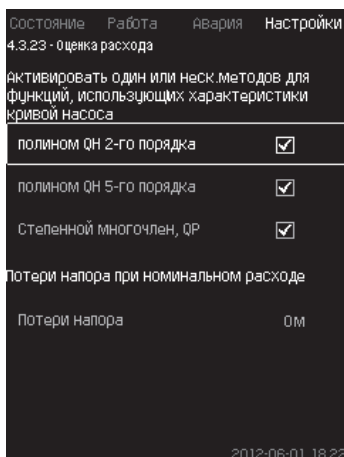 Состояние Работа Авария Настройки
4.3.23 - Оценка расхода
Активировать один или неск.методов для
функций, использующих характеристики
кривой насоса
полином QH 2-го порядка
полином QH 5-го порядка
Степенной многочлен, QP
Потери напора при номинальном расходе
Потери напора 0м
2012-06-01 18:22